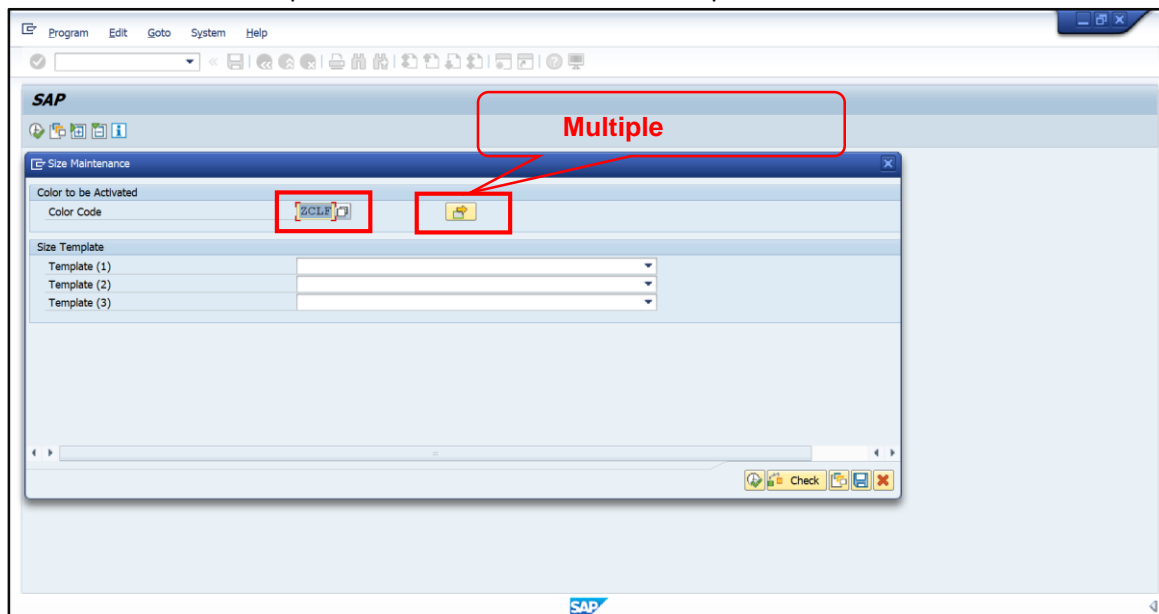 Program Edit Goto System Help
SAP
Multiple
Size Maintenance
Color to be Activated
Color Code ZCLF
Size Template
Template (1)
Template (2)
Template (3)
Check
SAP